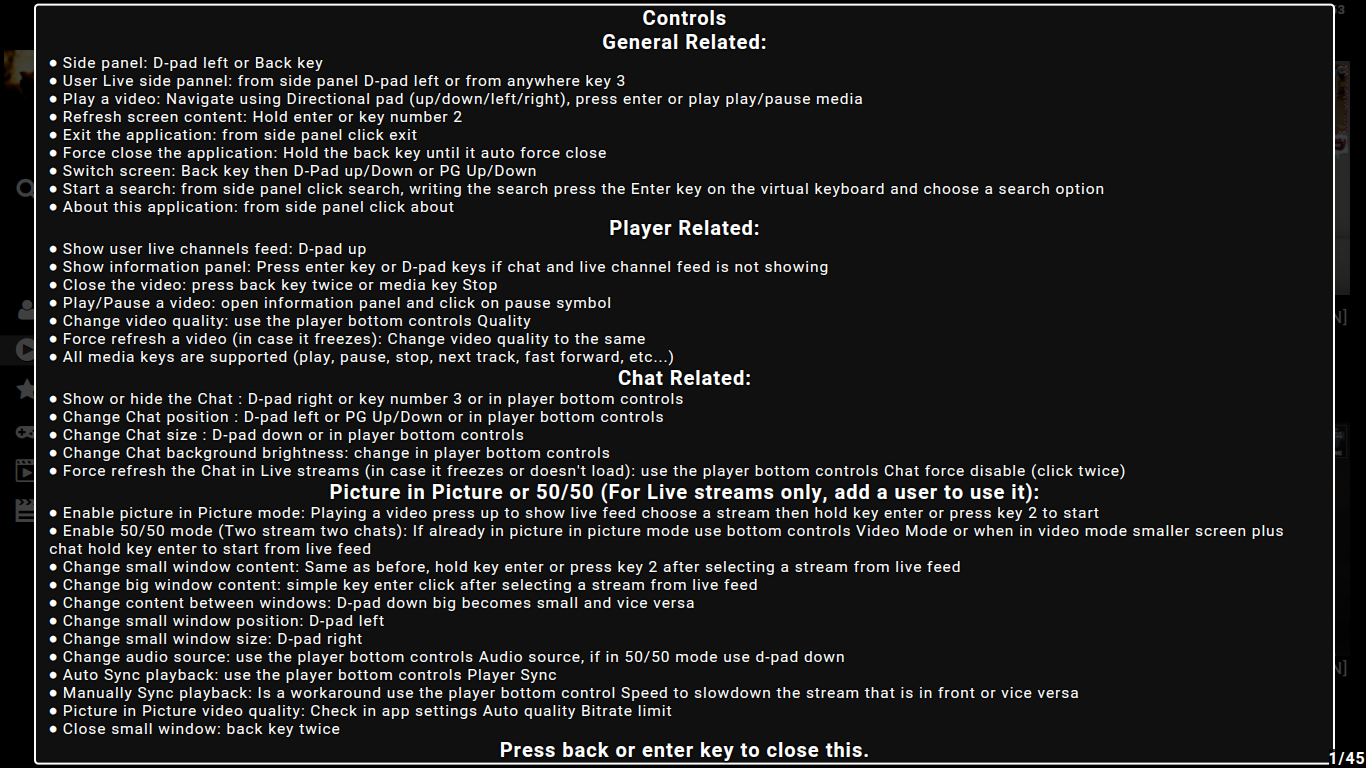 Controls
General Related:
● Side panel: D-pad left or Back key
● User Live side pannel: from side panel D-pad left or from anywhere key 3
● Play a video: Navigate using Directional pad (up/down/left/right), press enter or play play/pause media
● Refresh screen content: Hold enter or key number 2
● Exit the application: from side panel click exit
● Force close the application: Hold the back key until it auto force close
● Switch screen: Back key then D-Pad up/Down or PG Up/Down
● Start a search: from side panel click search, writing the search press the Enter key on the virtual keyboard and choose a search option
● About this application: from side panel click about
Player Related:
● Show user live channels feed: D-pad up
● Show information panel: Press enter key or D-pad keys if chat and live channel feed is not showing
● Close the video: press back key twice or media key Stop
● Play/Pause a video: open information panel and click on pause symbol
● Change video quality: use the player bottom controls Quality
● Force refresh a video (in case it freezes): Change video quality to the same
● All media keys are supported (play, pause, stop, next track, fast forward, etc...)
Chat Related:
● Show or hide the Chat : D-pad right or key number 3 or in player bottom controls
● Change Chat position : D-pad left or PG Up/Down or in player bottom controls
● Change Chat size : D-pad down or in player bottom controls
● Change Chat background brightness: change in player bottom controls
● Force refresh the Chat in Live streams (in case it freezes or doesn't load): use the player bottom controls Chat force disable (click twice)
Picture in Picture or 50/50 (For Live streams only, add a user to use it):
● Enable picture in Picture mode: Playing a video press up to show live feed choose a stream then hold key enter or press key 2 to start
● Enable 50/50 mode (Two stream two chats): If already in picture in picture mode use bottom controls Video Mode or when in video mode smaller screen plus
chat hold key enter to start from live feed
● Change small window content: Same as before, hold key enter or press key 2 after selecting a stream from live feed
● Change big window content: simple key enter click after selecting a stream from live feed
● Change content between windows: D-pad down big becomes small and vice versa
● Change small window position: D-pad left
● Change small window size: D-pad right
● Change audio source: use the player bottom controls Audio source, if in 50/50 mode use d-pad down
● Auto Sync playback: use the player bottom controls Player Sync
● Manually Sync playback: Is a workaround use the player bottom control Speed to slowdown the stream that is in front or vice versa
● Picture in Picture video quality: Check in app settings Auto quality Bitrate limit
● Close small window: back key twice
Press back or enter key to close this.
1/45